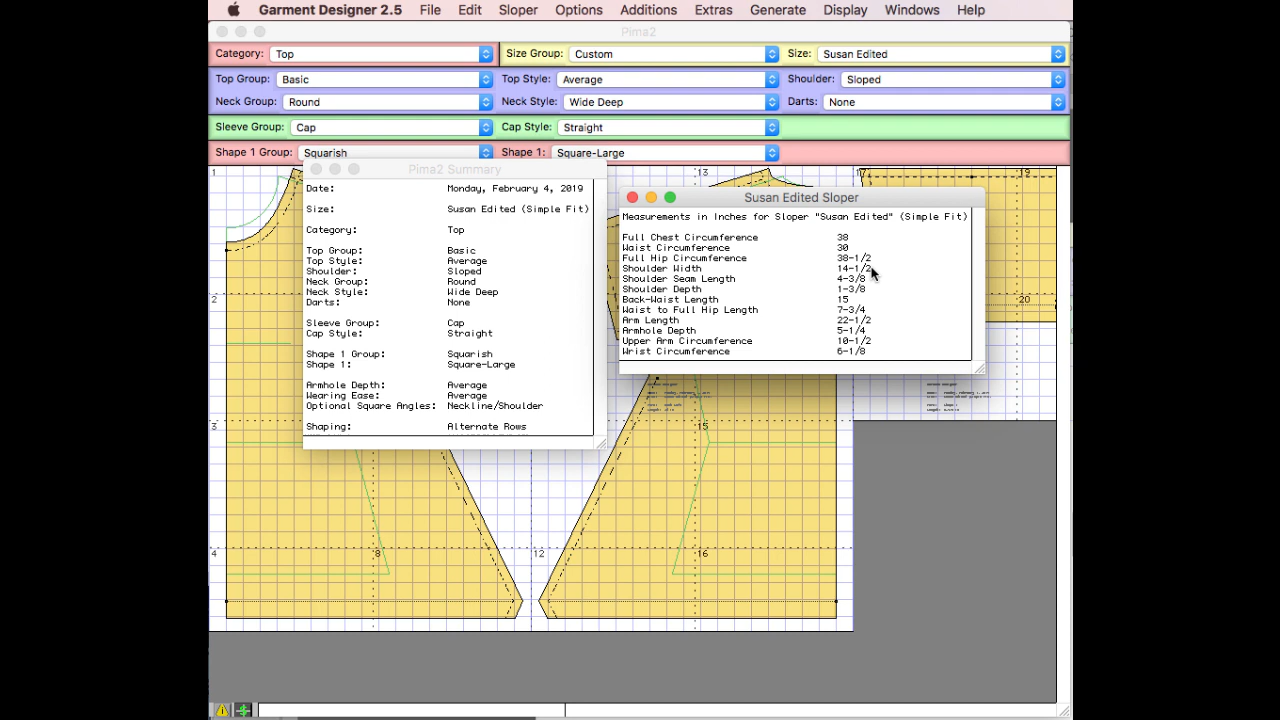 Garment Designer 2.5 File Edit Sloper Options Additions Extras Generate Display Windows Help
Pima2
Category: Top Size Group: Custom Size: Susan Edited
Top Group: Basic Top Style: Average Shoulder: Sloped
Neck Group: Round Neck Style: Wide Deep Darts: None
Sleeve Group: Cap Cap Style: Straight
Shape 1 Group: Squarish Shape 1: Square-Large
Pima2 Summary
Date: Monday, February 4, 2019
Size: Susan Edited (Simple Fit)
Category: Top
Top Group: Basic
Top Style: Average
Shoulder: Sloped
Neck Group: Round
Neck Style: Wide Deep
Darts: None
Sleeve Group: Cap
Cap Style: Straight
Shape 1 Group: Squarish
Shape 1: Square-Large
Armhole Depth: Average
Wearing Ease: Average
Optional Square Angles: Neckline/Shoulder
Shaping: Alternate Rows
Susan Edited Sloper
Measurements in Inches for Sloper "Susan Edited" (Simple Fit)
Full Chest Circumference 38
Waist Circumference 30
Full Hip Circumference 38-1/2
Shoulder Width 14-1/2
Shoulder Seam Length 4-3/8
Shoulder Depth 1-3/8
Back-Waist Length 15
Waist to Full Hip Length 7-3/4
Arm Length 22-1/2
Armhole Depth 5-1/4
Upper Arm Circumference 10-1/2
Wrist Circumference 6-1/8
1
13
17
19
2
20
3
15
4
8
12
16